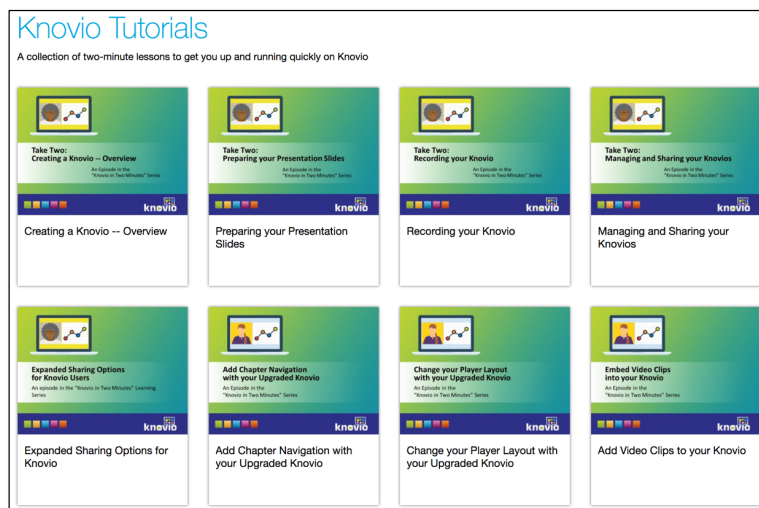 Knovio Tutorials
A collection of two-minute lessons to get you up and running quickly on Knovio
Take Two:
Creating a Knovio -- Overview
An Episode in the
"Knovio in Two Minutes" Series
knovio
Creating a Knovio -- Overview
Take Two:
Preparing your Presentation Slides
An Episode in the
"Knovio in Two Minutes" Series
knovio
Preparing your Presentation
Slides
Take Two:
Recording your Knovio
An Episode in the
"Knovio in Two Minutes" Series
knovio
Recording your Knovio
Take Two:
Managing and Sharing your Knovios
An Episode in the
"Knovio in Two Minutes" Series
knovio
Managing and Sharing your
Knovios
Expanded Sharing Options
for Knovio Users
An episode in the "Knovio in Two Minutes" Learning
Series
knovio
Expanded Sharing Options for
Knovio
Add Chapter Navigation
with your Upgraded Knovio
An Episode in the
"Knovio in Two Minutes" Series
knovio
Add Chapter Navigation with
your Upgraded Knovio
Change your Player Layout
with your Upgraded Knovio
An Episode in the
"Knovio in Two Minutes" Series
knovio
Change your Player Layout with
your Upgraded Knovio
Embed Video Clips
into your Knovio
An Episode in the
"Knovio in Two Minutes" Series
knovio
Add Video Clips to your Knovio